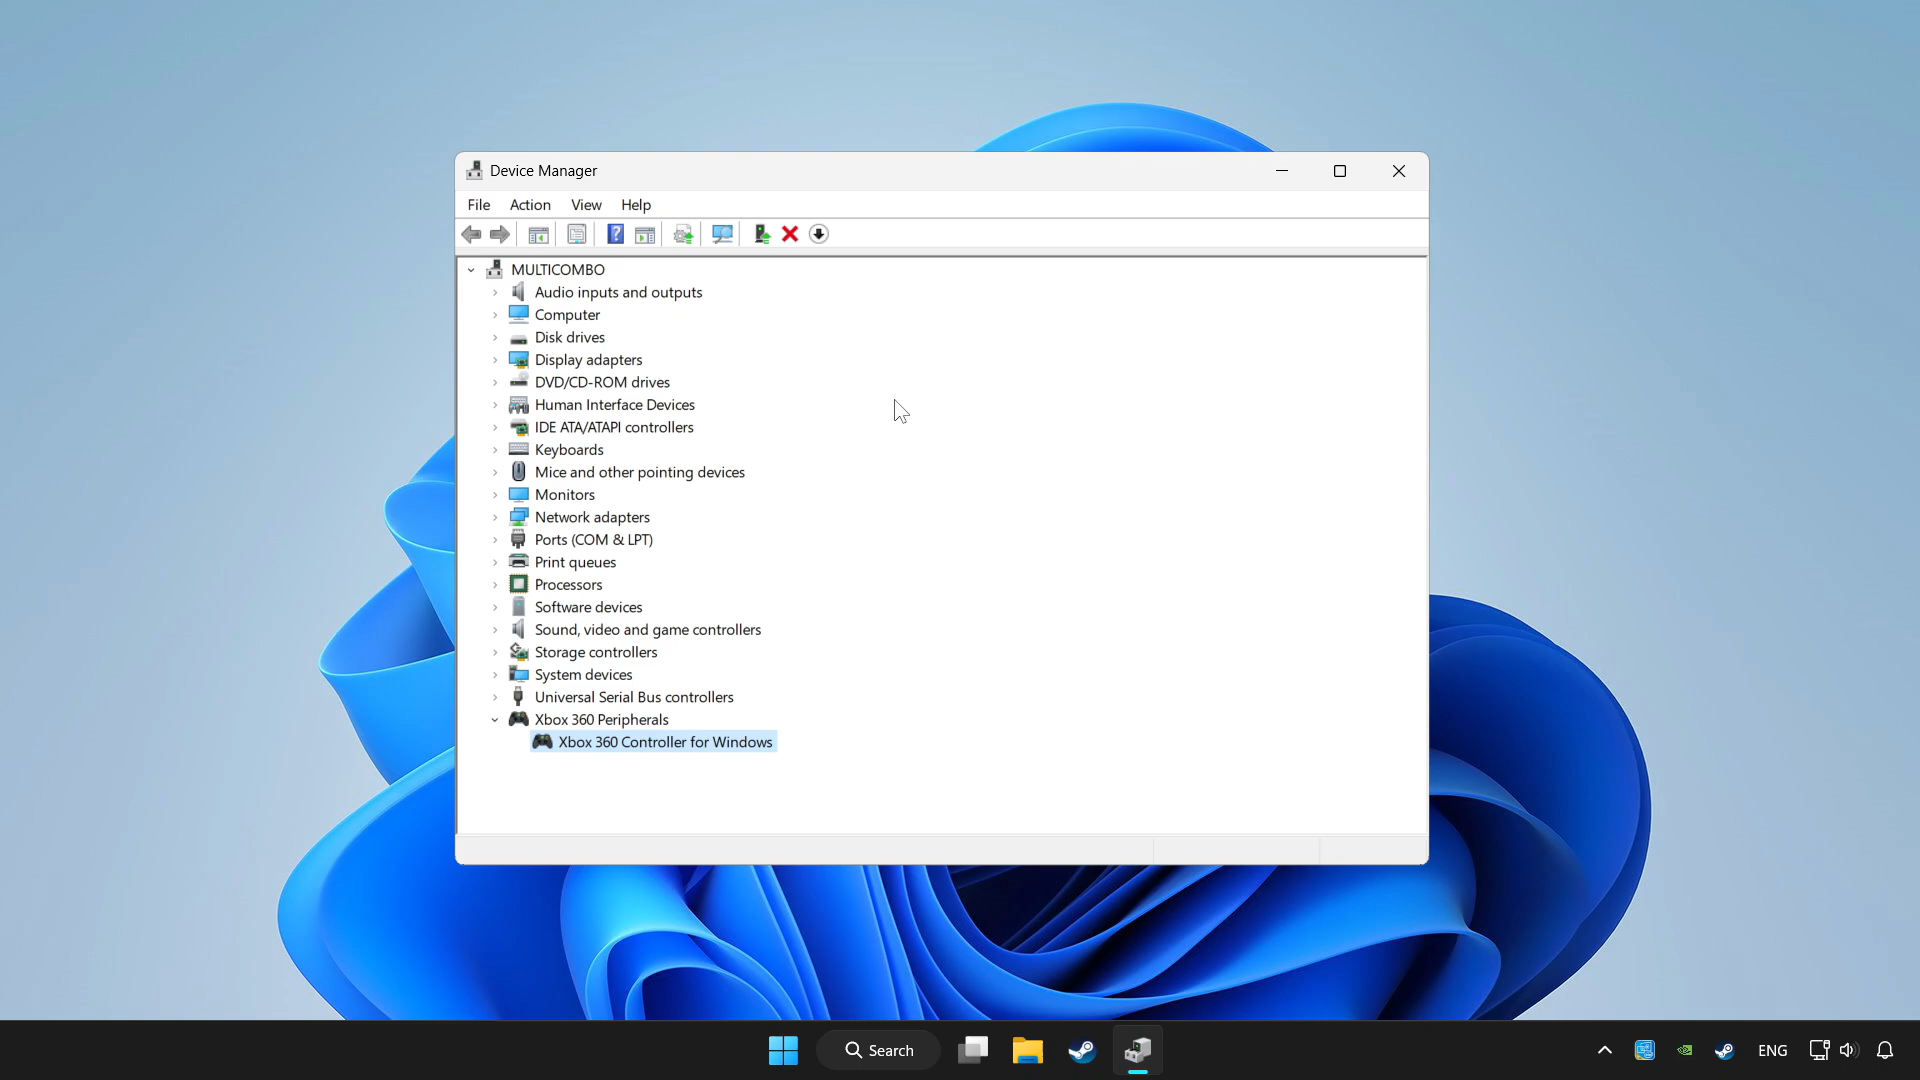 Device Manager
File Action View Help
MULTICOMBO
Audio inputs and outputs
Computer
Disk drives
Display adapters
DVD/CD-ROM drives
Human Interface Devices
IDE ATA/ATAPI controllers
Keyboards
Mice and other pointing devices
Monitors
Network adapters
Ports (COM & LPT)
Print queues
Processors
Software devices
Sound, video and game controllers
Storage controllers
System devices
Universal Serial Bus controllers
Xbox 360 Peripherals
Xbox 360 Controller for Windows
Search
ENG